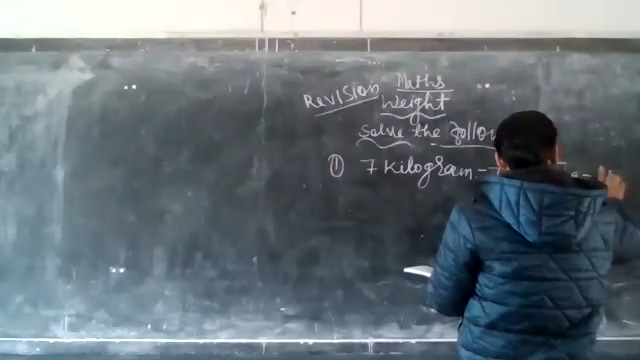 Maths
Revision
Weight
Solve the follow
① 7 Kilogram -